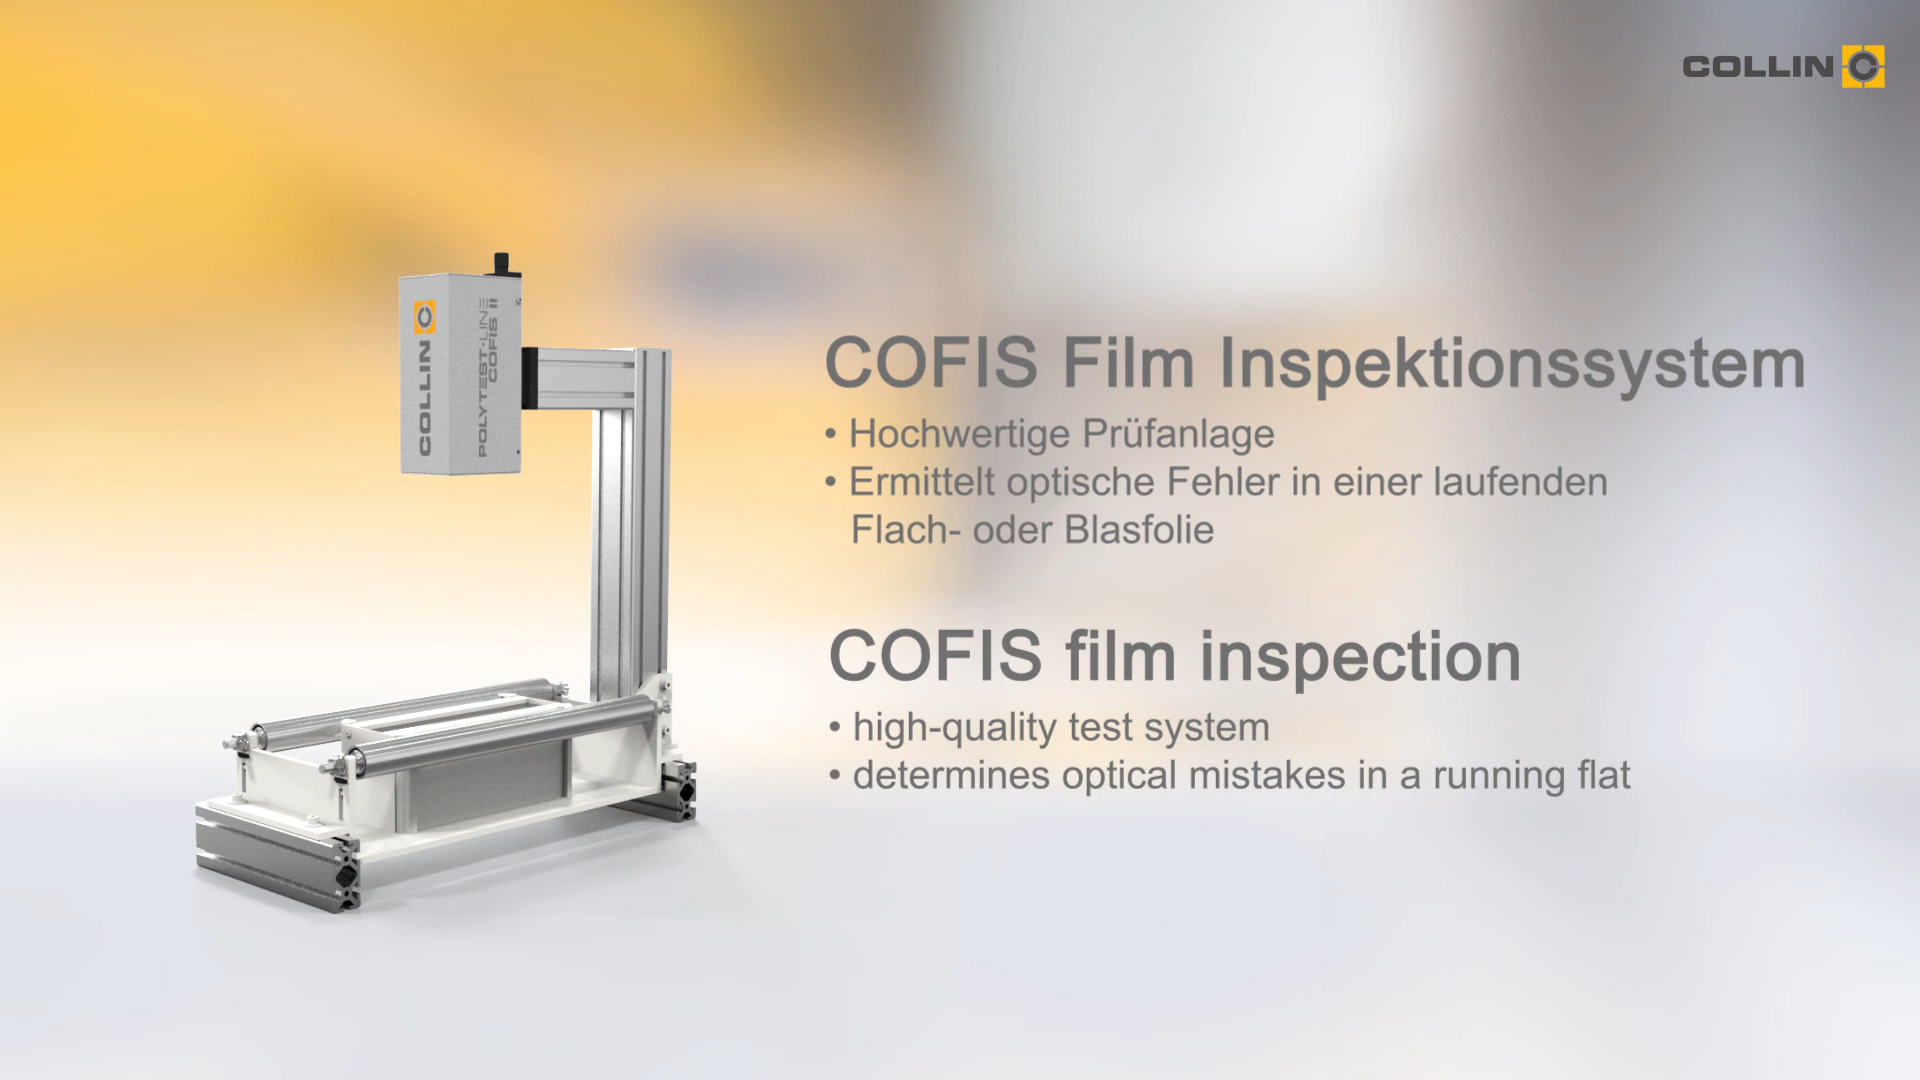 COLLIN
COLLIN
POLYTEST-LINE
COFIS II
COFIS Film Inspektionssystem
• Hochwertige Prüfanlage
• Ermittelt optische Fehler in einer laufenden
Flach- oder Blasfolie
COFIS film inspection
• high-quality test system
• determines optical mistakes in a running flat